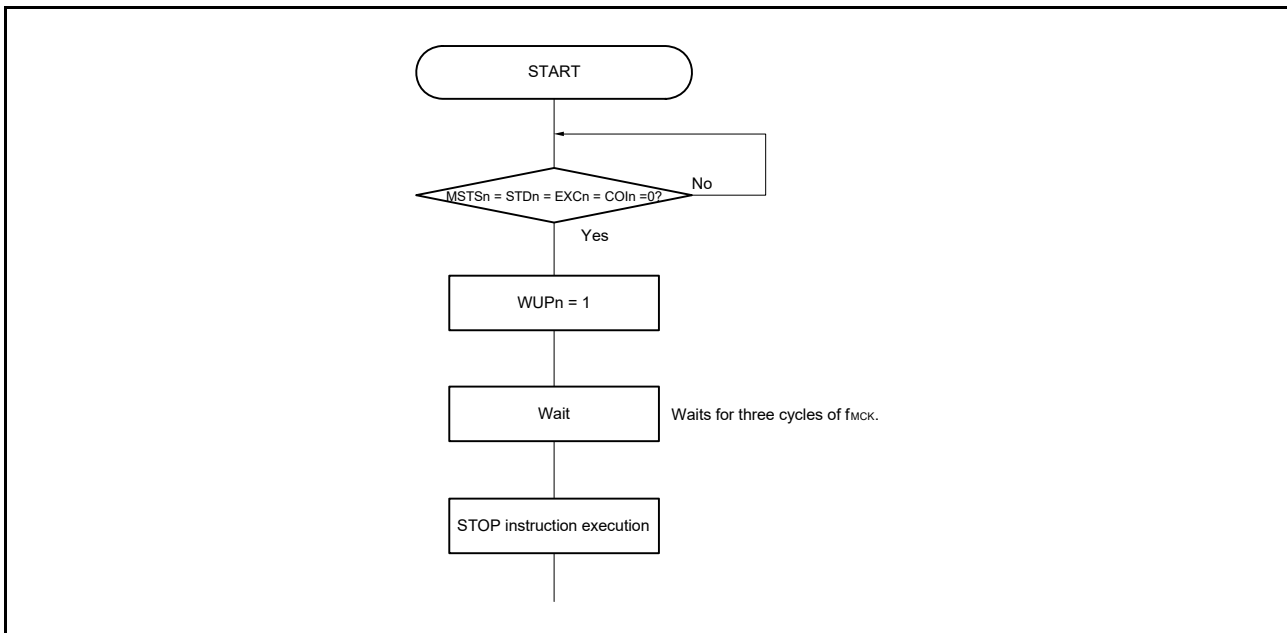 START
MSTSn = STDn = EXCn = COIn =0?
No
Yes
WUPn = 1
Wait
Waits for three cycles of fMCK.
STOP instruction execution